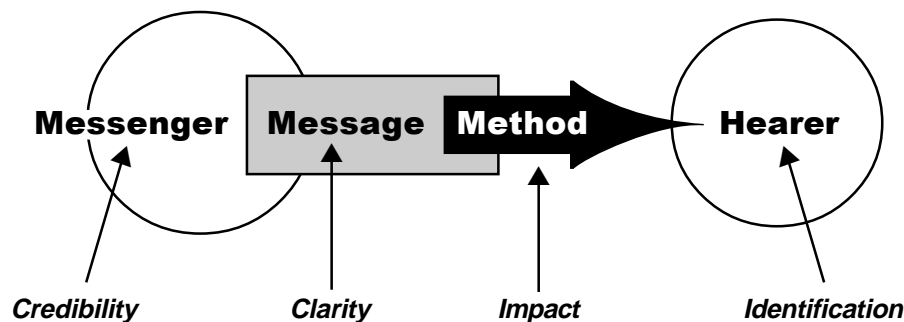 Messenger Message Method Hearer
Credibility Clarity Impact Identification